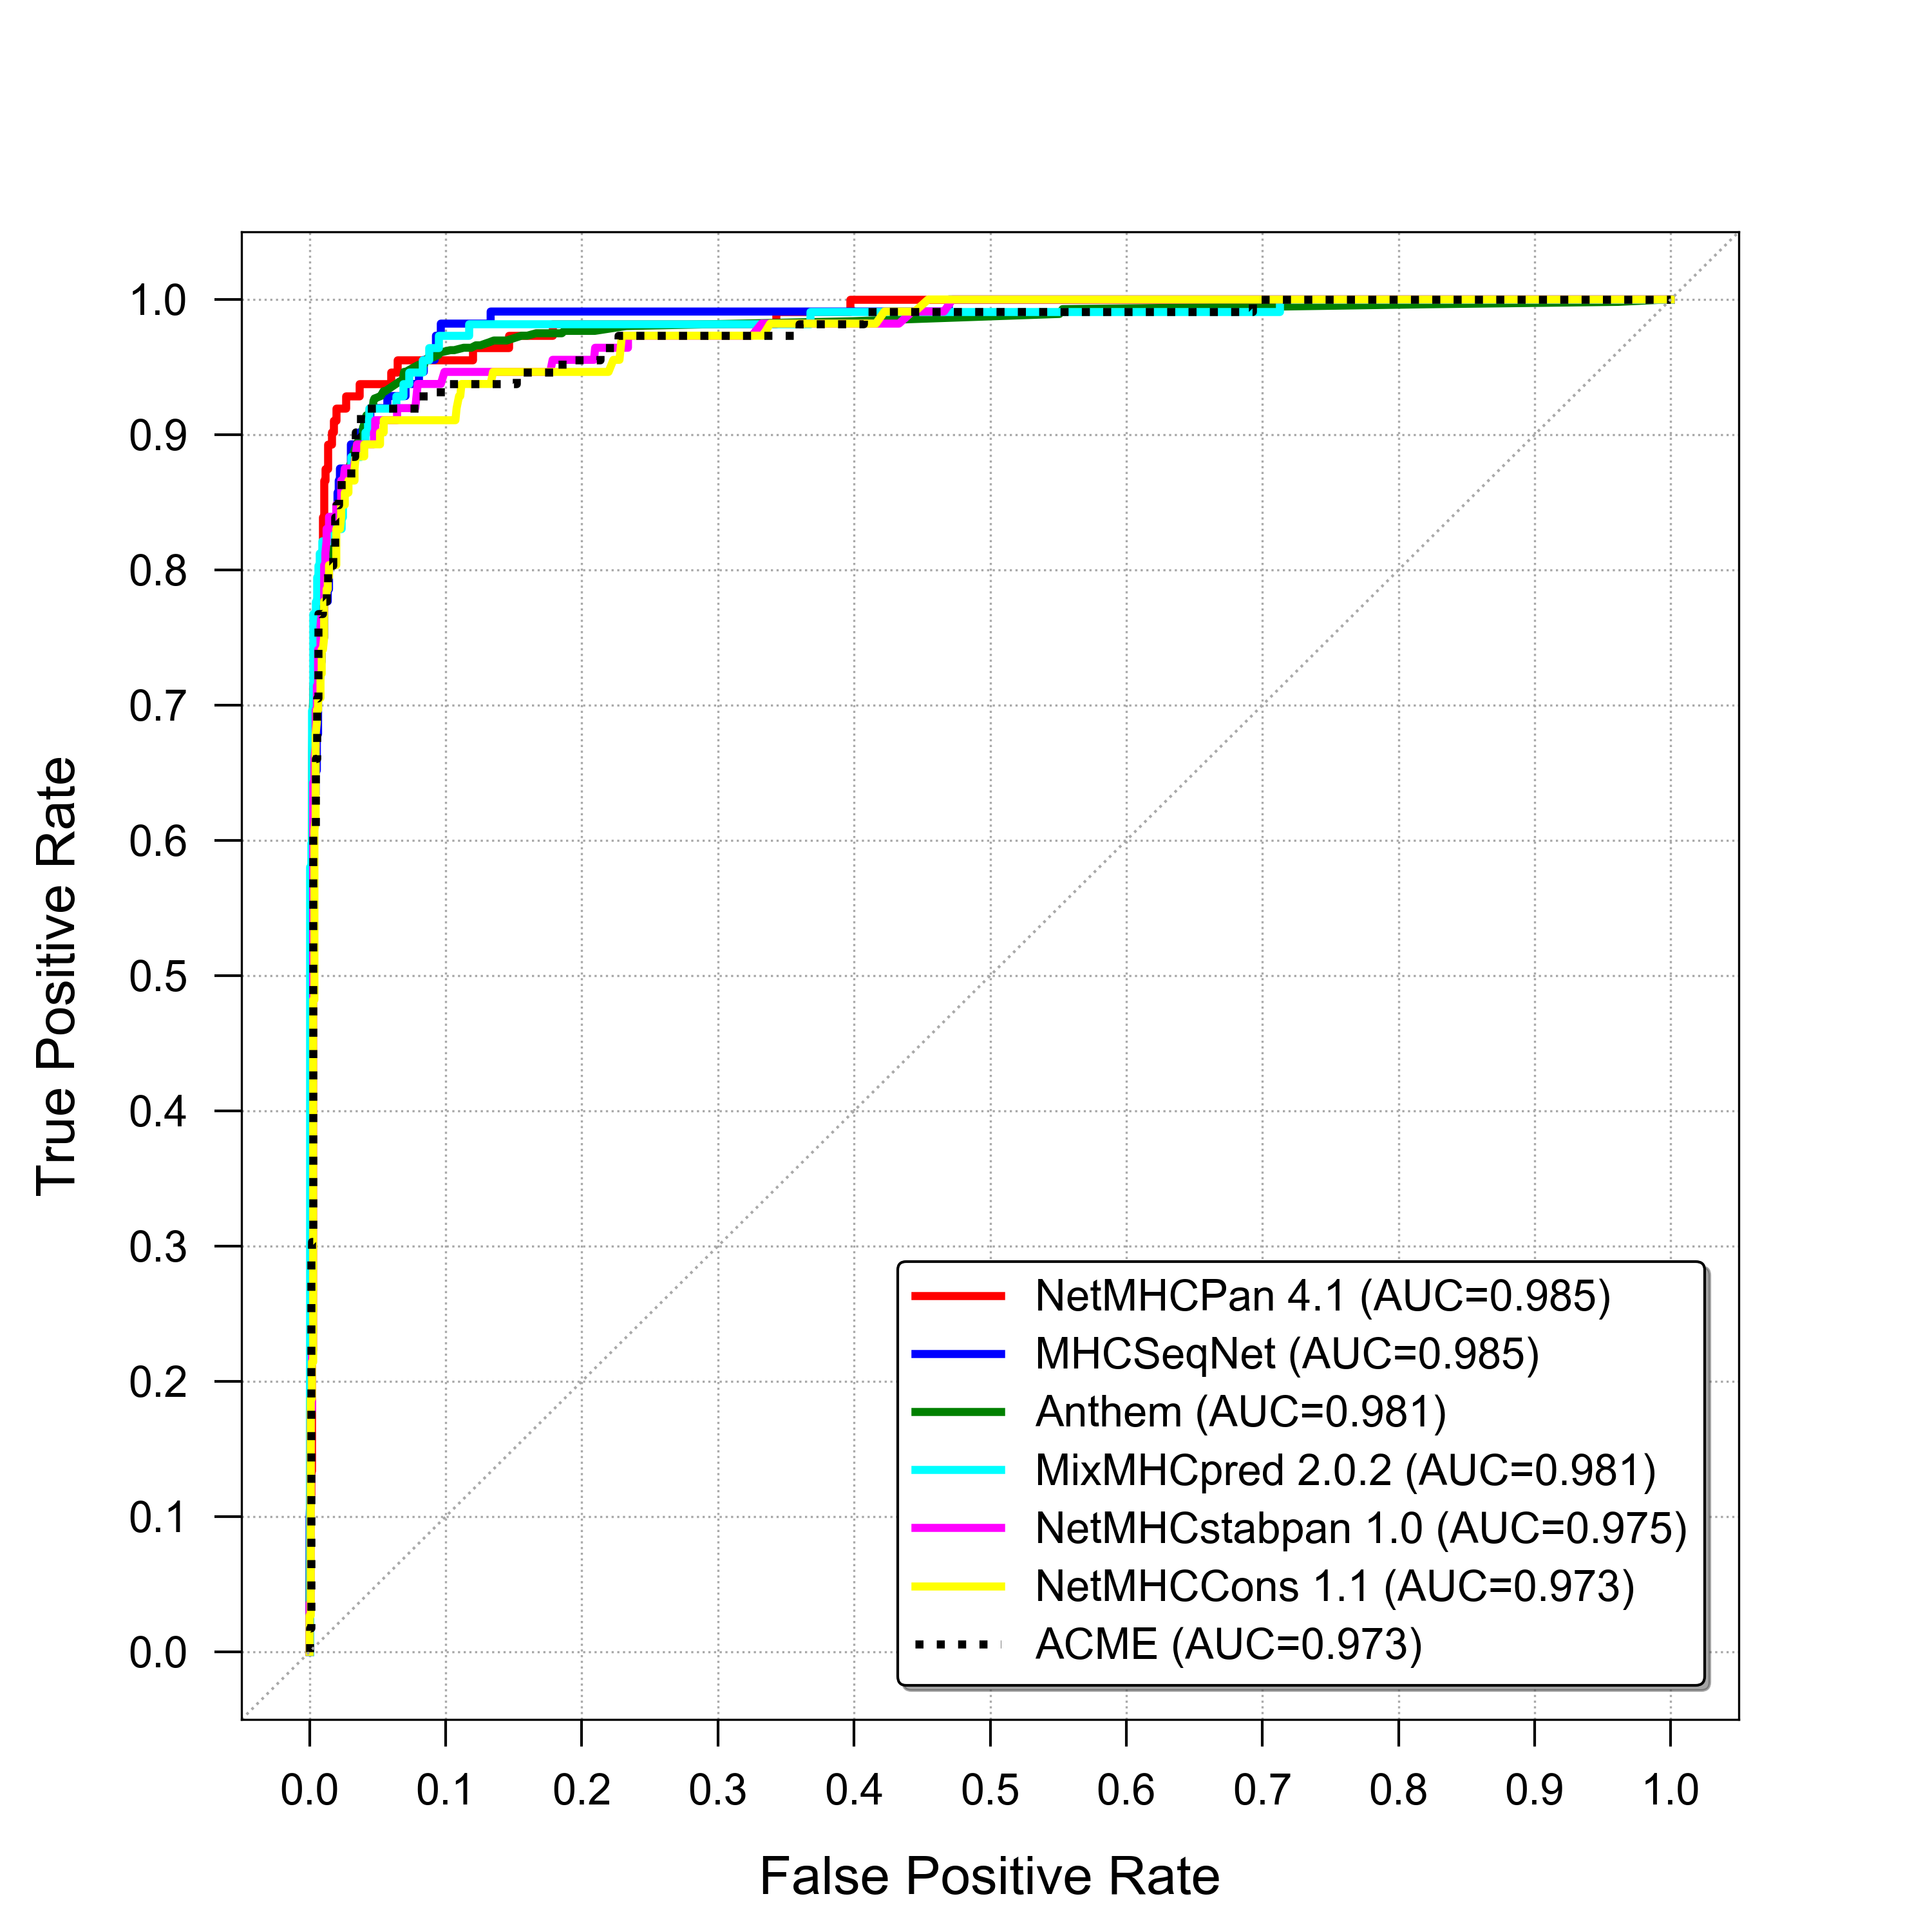 1.0
0.9
0.8
0.7
0.6
0.5
0.4
0.3
0.2
0.1
0.0
True Positive Rate
NetMHCPan 4.1 (AUC=0.985)
MHCSeqNet (AUC=0.985)
Anthem (AUC=0.981)
MixMHCpred 2.0.2 (AUC=0.981)
NetMHCstabpan 1.0 (AUC=0.975)
NetMHCCons 1.1 (AUC=0.973)
ACME (AUC=0.973)
0.0 0.1 0.2 0.3 0.4 0.5 0.6 0.7 0.8 0.9 1.0
False Positive Rate